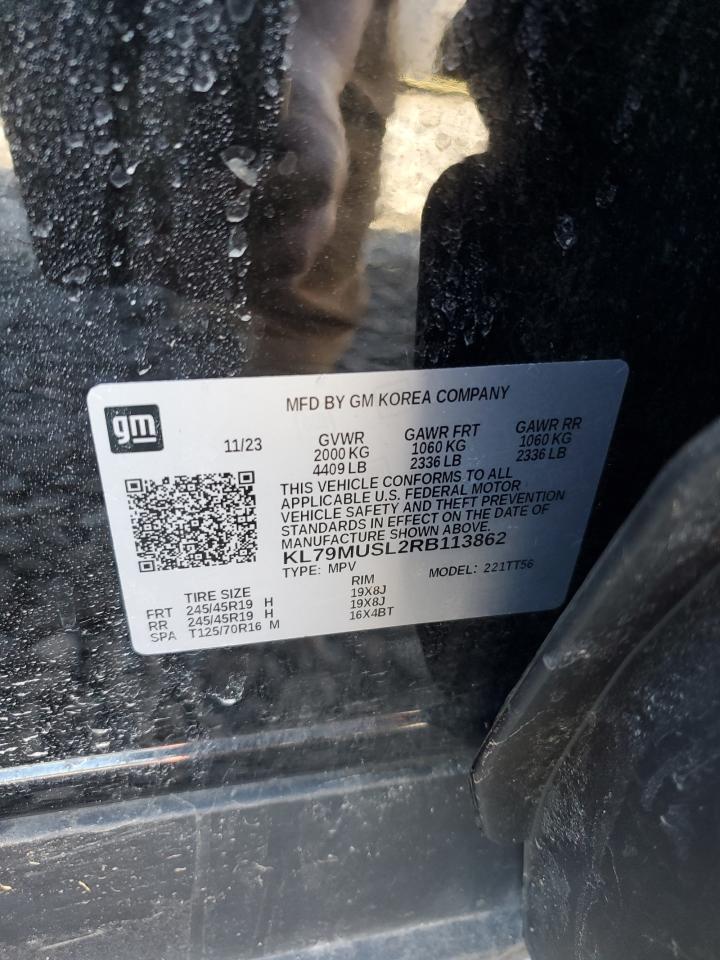 gm
MFD BY GM KOREA COMPANY
11/23
GVWR GAWR FRT GAWR RR
2000 KG 1060 KG 1060 KG
4409 LB 2336 LB 2336 LB
THIS VEHICLE CONFORMS TO ALL
APPLICABLE U.S. FEDERAL MOTOR
VEHICLE SAFETY AND THEFT PREVENTION
STANDARDS IN EFFECT ON THE DATE OF
MANUFACTURE SHOWN ABOVE.
KL79MUSL2RB113862
TYPE: MPV MODEL: 221TT56
TIRE SIZE RIM
FRT 245/45R19 H 19X8J
RR 245/45R19 H 19X8J
SPA T125/70R16 M 16X4BT